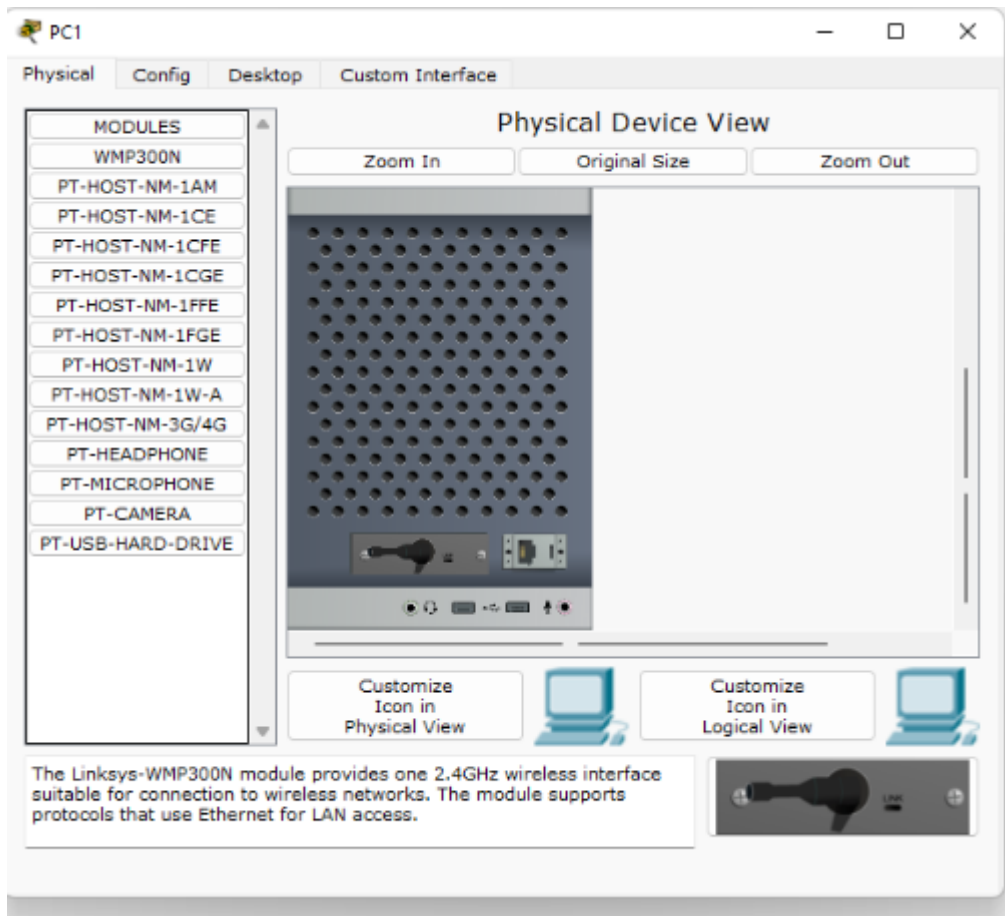 PC1
Physical
Config
Desktop
Custom Interface
MODULES
WMP300N
PT-HOST-NM-1AM
PT-HOST-NM-1CE
PT-HOST-NM-1CFE
PT-HOST-NM-1CGE
PT-HOST-NM-1FFE
PT-HOST-NM-1FGE
PT-HOST-NM-1W
PT-HOST-NM-1W-A
PT-HOST-NM-3G/4G
PT-HEADPHONE
PT-MICROPHONE
PT-CAMERA
PT-USB-HARD-DRIVE
Physical Device View
Zoom In
Original Size
Zoom Out
Customize
Icon in
Physical View
Customize
Icon in
Logical View
The Linksys-WMP300N module provides one 2.4GHz wireless interface
suitable for connection to wireless networks. The module supports
protocols that use Ethernet for LAN access.
LINK